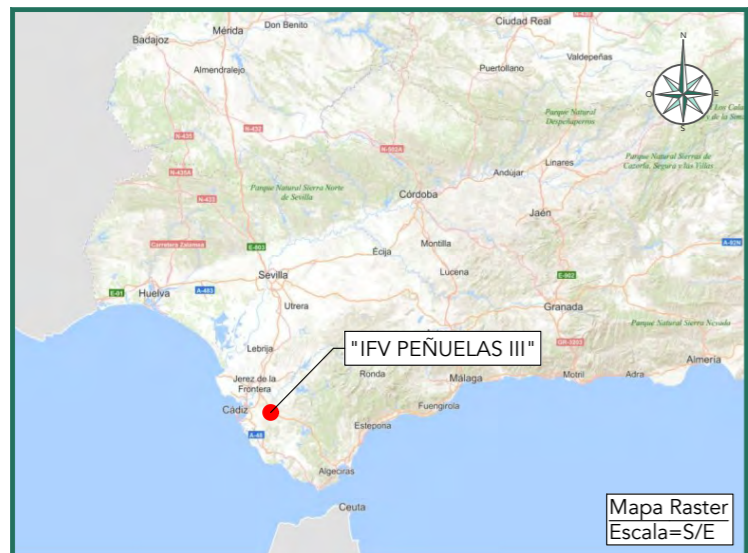 Mérida
Don Benito
Ciudad Real
Badajoz
N
Valdepeñas
Almendralejo
Puertollano
O
E
S
Parque Natural
Despeñaperros
N-432
N-435
N-502A
Linares
Andujar
Parque Natural Sierras de
Cazorla, Segura y las Villas
N-435A
Parque Natural Sierra Norte
de Sevilla
N-433
Córdoba
Jaén
Carretera Zalamea
E-803
Écija
Montilla
A-92N
Sevilla
Lucena
E-902
E-01
Huelva
A-483
Utrera
Granada
Parque Natural Sierra Nevada
Lebrija
"IFV PEÑUELAS III"
GR-3203
Almería
Jerez de la
Frontera
Ronda
Málaga
Motril
Adra
Cádiz
Fuengirola
Estepona
A-48
Algeciras
Ceuta
Mapa Raster
Escala=S/E